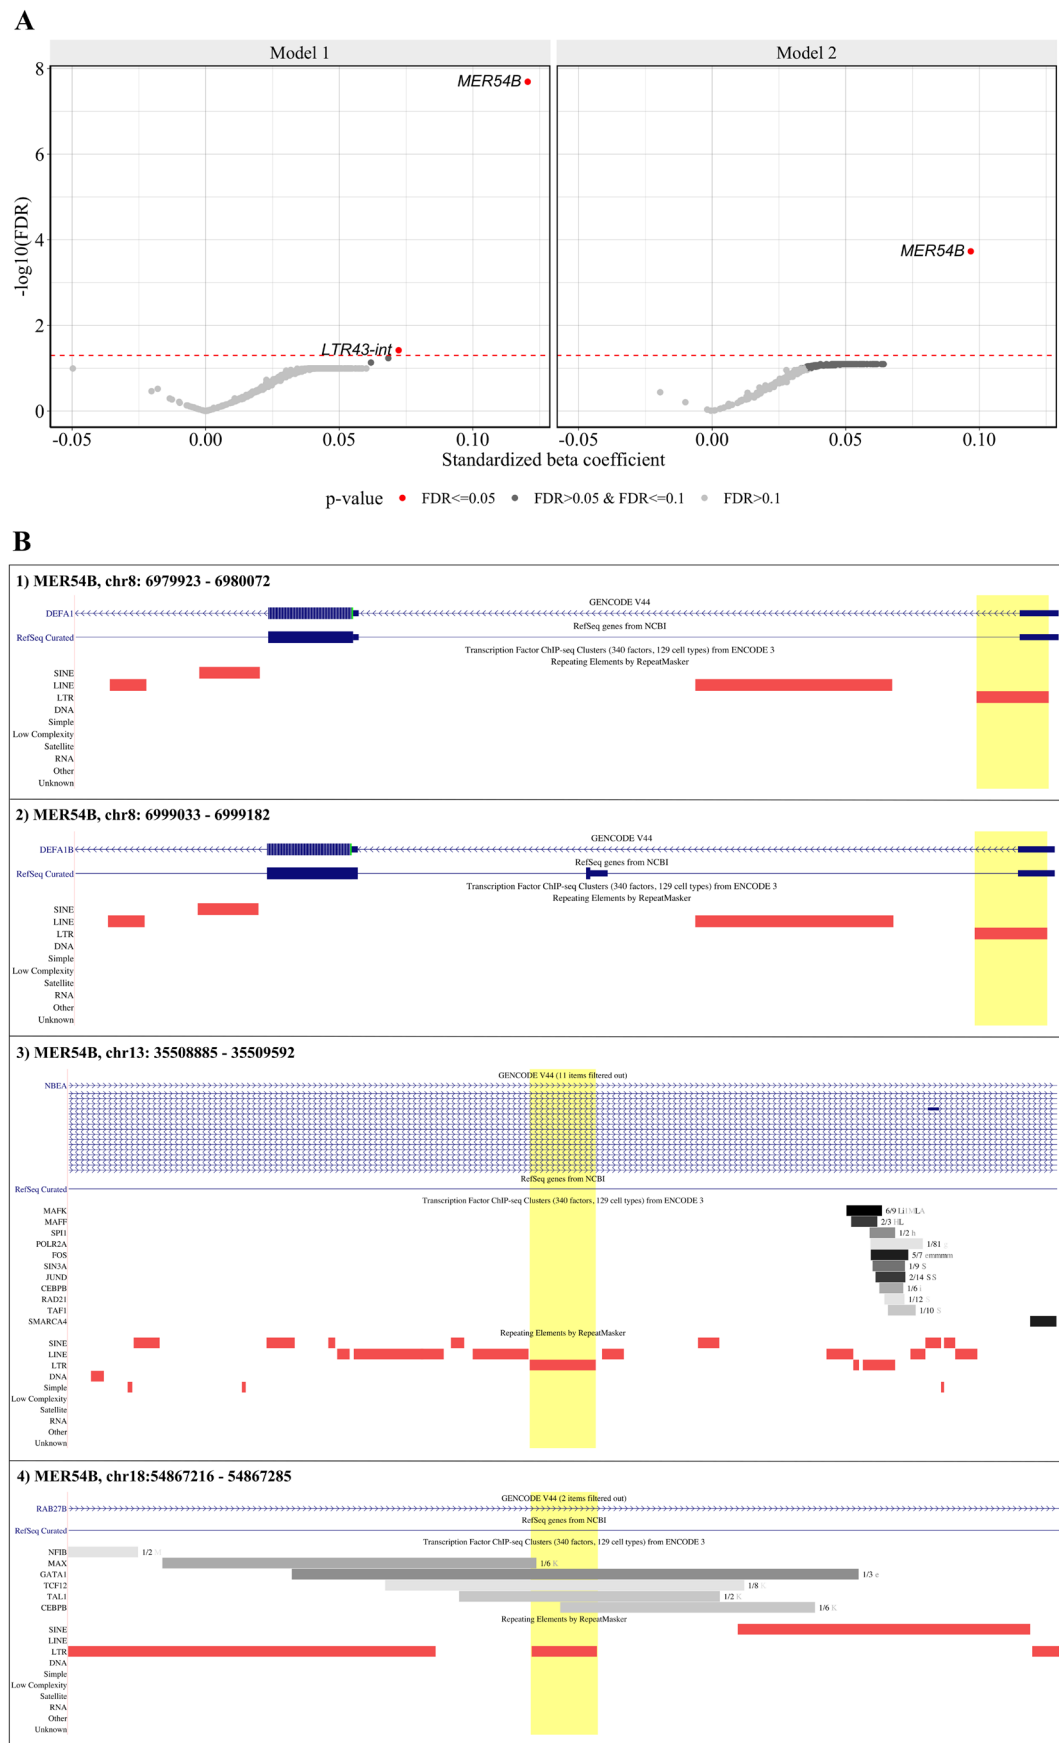 A
Model 1
Model 2
MER54B
LTR43-int
MER54B
8
6
4
2
0
-log10(FDR)
-0.05 0.00 0.05 0.10
-0.05 0.00 0.05 0.10
Standardized beta coefficient
p-value FDR<=0.05 FDR>0.05 & FDR<=0.1 FDR>0.1
B
1) MER54B, chr8: 6979923 - 6980072
GENCODE V44
DEFA1
RefSeq genes from NCBI
RefSeq Curated
Transcription Factor ChIP-seq Clusters (340 factors, 129 cell types) from ENCODE 3
Repeating Elements by RepeatMasker
SINE
LINE
LTR
DNA
Simple
Low Complexity
Satellite
RNA
Other
Unknown
2) MER54B, chr8: 6999033 - 6999182
GENCODE V44
DEFA1B
RefSeq genes from NCBI
RefSeq Curated
Transcription Factor ChIP-seq Clusters (340 factors, 129 cell types) from ENCODE 3
Repeating Elements by RepeatMasker
SINE
LINE
LTR
DNA
Simple
Low Complexity
Satellite
RNA
Other
Unknown
3) MER54B, chr13: 35508885 - 35509592
GENCODE V44 (11 items filtered out)
NBEA
RefSeq genes from NCBI
RefSeq Curated
Transcription Factor ChIP-seq Clusters (340 factors, 129 cell types) from ENCODE 3
MAFK 6/9
MAFF 2/3
SPI1 1/2 h
POLR2A 1/81
FOS 5/7
SIN3A 1/9 S
JUND 2/14 SS
CEBPB 1/6
RAD21 1/12
TAF1 1/10 S
SMARCA4
Repeating Elements by RepeatMasker
SINE
LINE
LTR
DNA
Simple
Low Complexity
Satellite
RNA
Other
Unknown
4) MER54B, chr18:54867216 - 54867285
GENCODE V44 (2 items filtered out)
RAB27B
RefSeq genes from NCBI
RefSeq Curated
Transcription Factor ChIP-seq Clusters (340 factors, 129 cell types) from ENCODE 3
NFIB 1/2
MAX 1/6 K
GATA1 1/3 e
TCF12 1/8
TAL1 1/2 K
CEBPB 1/6 K
Repeating Elements by RepeatMasker
SINE
LINE
LTR
DNA
Simple
Low Complexity
Satellite
RNA
Other
Unknown